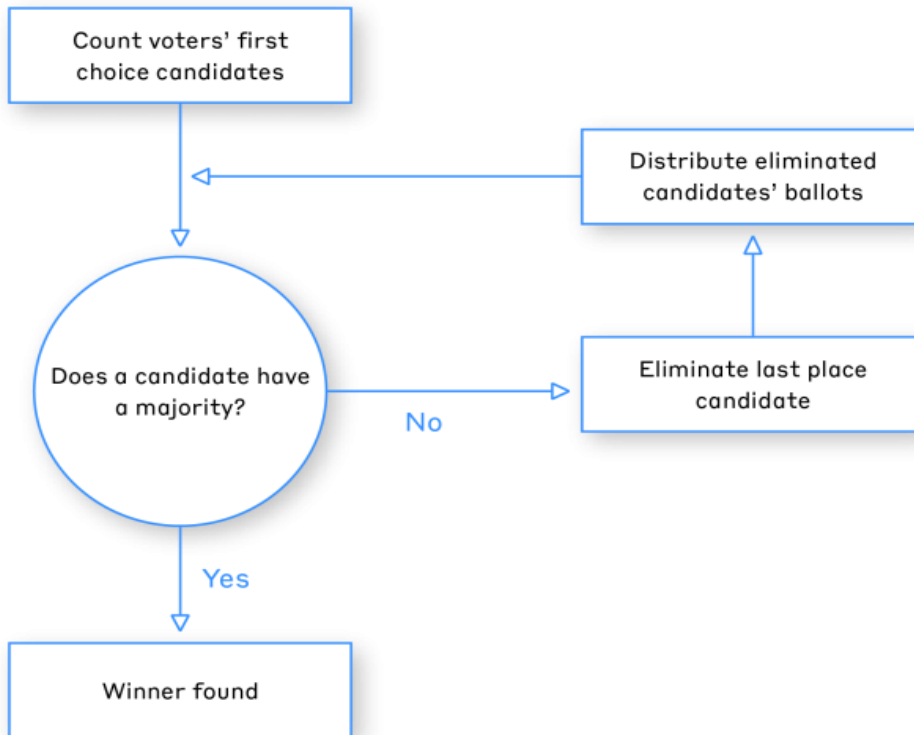 Count voters’ first
choice candidates
Distribute eliminated
candidates’ ballots
Does a candidate have
a majority?
No
Eliminate last place
candidate
Yes
Winner found